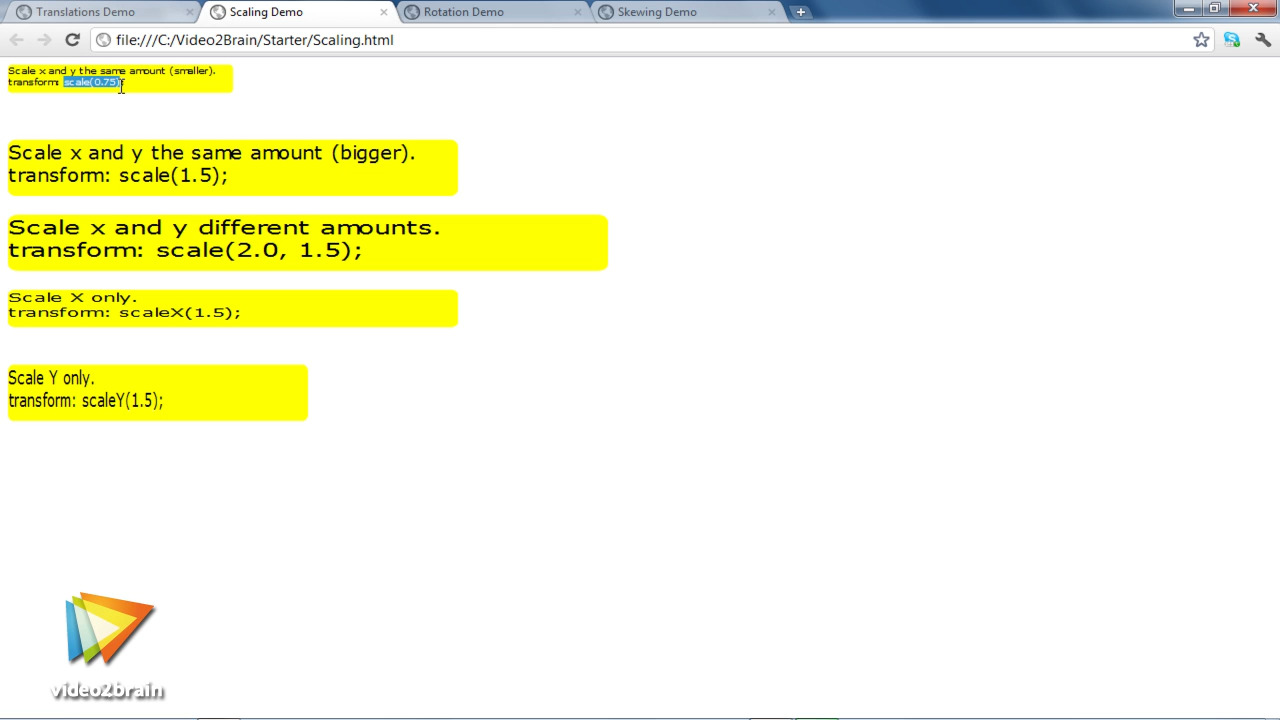 Translations Demo
Scaling Demo
Rotation Demo
Skewing Demo
file:///C:/Video2Brain/Starter/Scaling.html
Scale x and y the same amount (smaller).
transform: scale(0.75);
Scale x and y the same amount (bigger).
transform: scale(1.5);
Scale x and y different amounts.
transform: scale(2.0, 1.5);
Scale X only.
transform: scaleX(1.5);
Scale Y only.
transform: scaleY(1.5);
video2brain